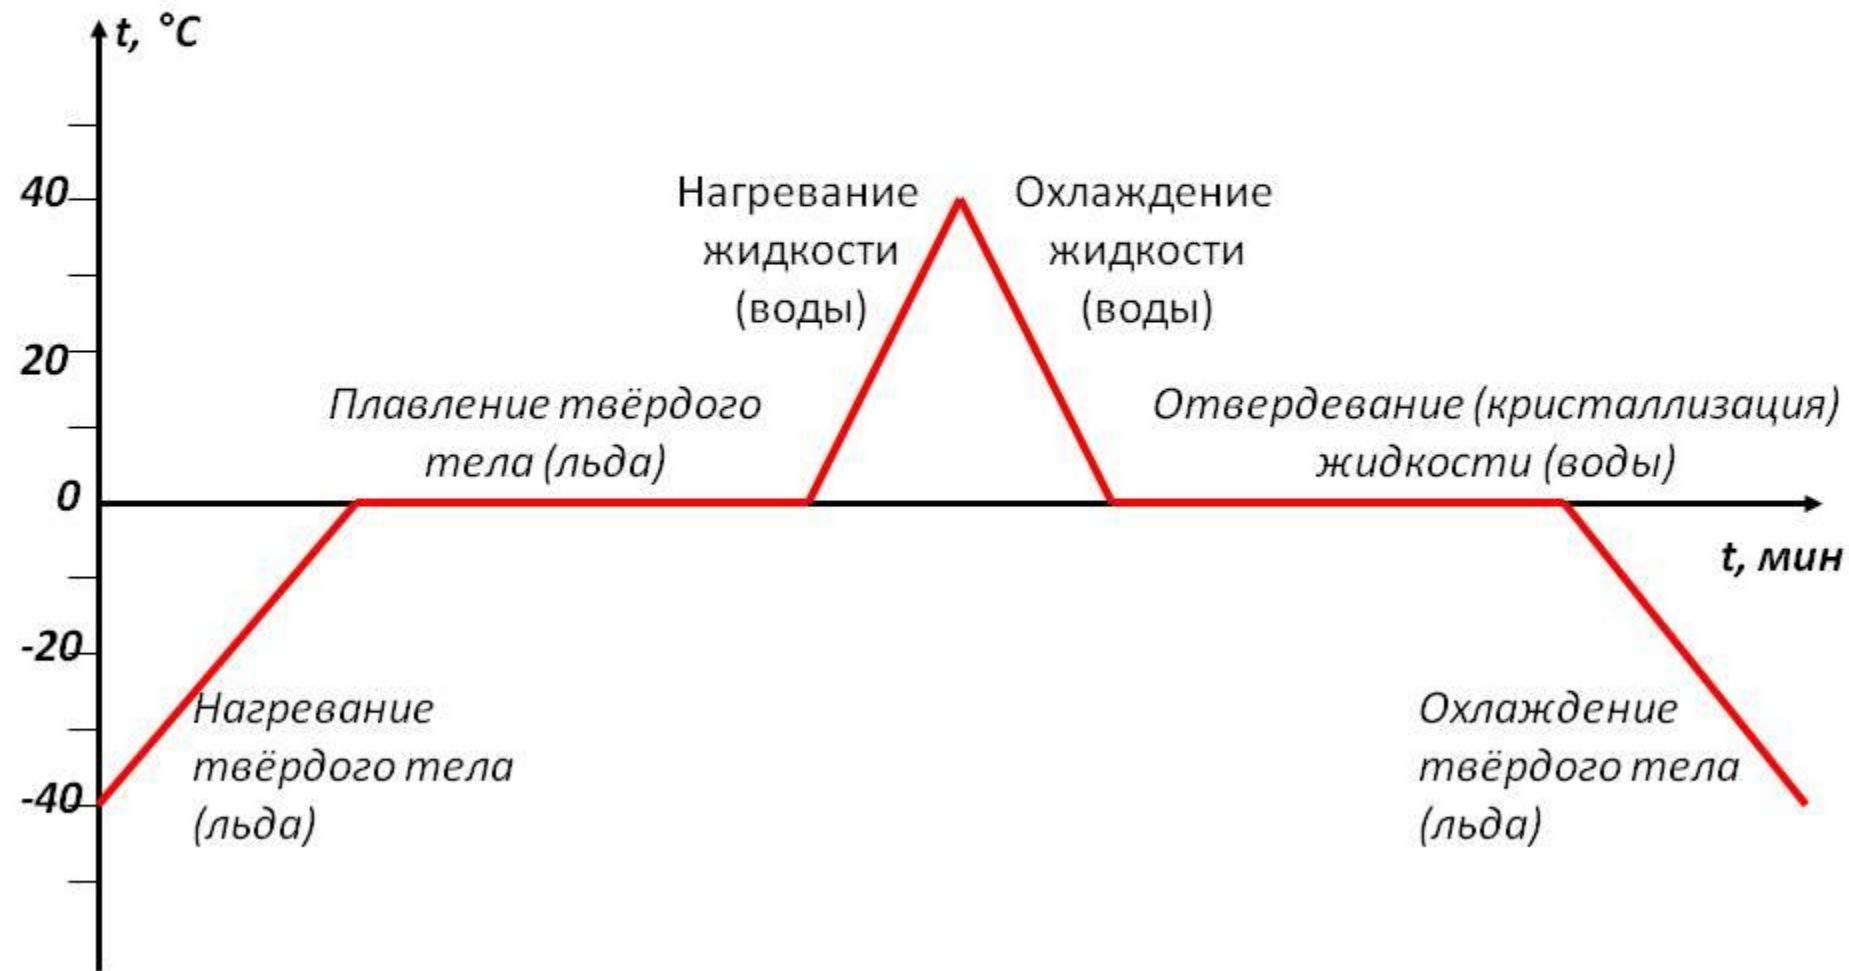 t, °C
40
20
0
-20
-40
Нагревание
жидкости
(воды)
Охлаждение
жидкости
(воды)
Плавление твёрдого
тела (льда)
Отвердевание (кристаллизация)
жидкости (воды)
t, мин
Нагревание
твёрдого тела
(льда)
Охлаждение
твёрдого тела
(льда)